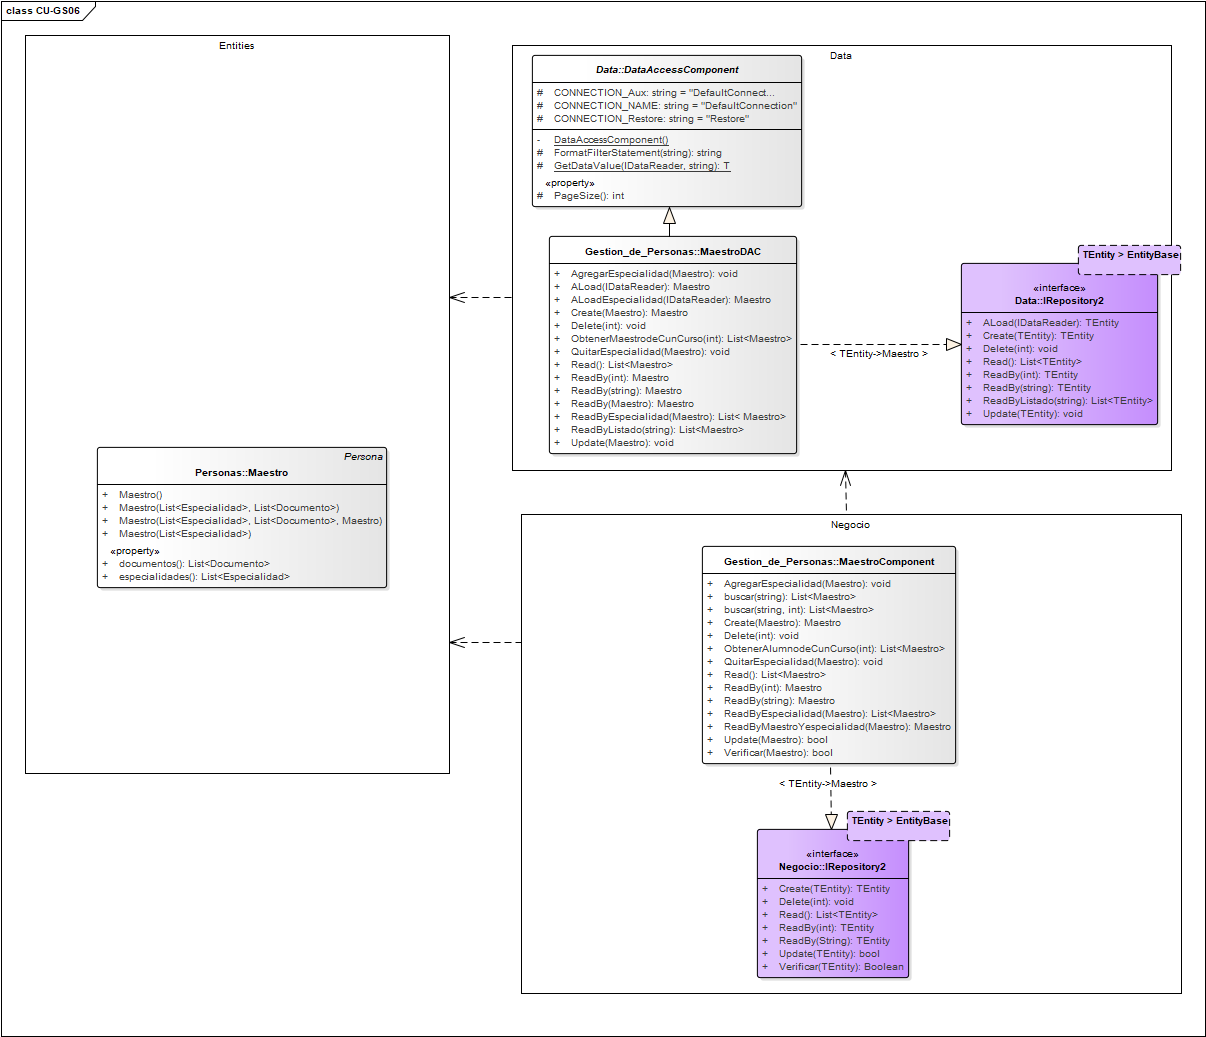 class CU-GS06
Entities
Persona
Personas::Maestro
+ Maestro()
+ Maestro(List<Especialidad>, List<Documento>)
+ Maestro(List<Especialidad>, List<Documento>, Maestro)
+ Maestro(List<Especialidad>)
«property»
+ documentos(): List<Documento>
+ especialidades(): List<Especialidad>
Data
Data::DataAccessComponent
# CONNECTION_Aux: string = "DefaultConnect...
# CONNECTION_NAME: string = "DefaultConnection"
# CONNECTION_Restore: string = "Restore"
- DataAccessComponent()
# FormatFilterStatement(string): string
# GetDataValue(IDataReader, string): T
«property»
# PageSize(): int
Gestion_de_Personas::MaestroDAC
+ AgregarEspecialidad(Maestro): void
+ ALoad(IDataReader): Maestro
+ ALoadEspecialidad(IDataReader): Maestro
+ Create(Maestro): Maestro
+ Delete(int): void
+ ObtenerMaestrodeCunCurso(int): List<Maestro>
+ QuitarEspecialidad(Maestro): void
+ Read(): List<Maestro>
+ ReadBy(int): Maestro
+ ReadBy(string): Maestro
+ ReadBy(Maestro): Maestro
+ ReadByEspecialidad(Maestro): List< Maestro>
+ ReadByListado(string): List<Maestro>
+ Update(Maestro): void
< TEntity->Maestro >
TEntity > EntityBase
«interface»
Data::IRepository2
+ ALoad(IDataReader): TEntity
+ Create(TEntity): TEntity
+ Delete(int): void
+ Read(): List<TEntity>
+ ReadBy(int): TEntity
+ ReadBy(string): TEntity
+ ReadByListado(string): List<TEntity>
+ Update(TEntity): void
Negocio
Gestion_de_Personas::MaestroComponent
+ AgregarEspecialidad(Maestro): void
+ buscar(string): List<Maestro>
+ buscar(string, int): List<Maestro>
+ Create(Maestro): Maestro
+ Delete(int): void
+ ObtenerAlumnodeCunCurso(int): List<Maestro>
+ QuitarEspecialidad(Maestro): void
+ Read(): List<Maestro>
+ ReadBy(int): Maestro
+ ReadBy(string): Maestro
+ ReadByEspecialidad(Maestro): List<Maestro>
+ ReadByMaestroYespecialidad(Maestro): Maestro
+ Update(Maestro): bool
+ Verificar(Maestro): bool
< TEntity->Maestro >
TEntity > EntityBase
«interface»
Negocio::IRepository2
+ Create(TEntity): TEntity
+ Delete(int): void
+ Read(): List<TEntity>
+ ReadBy(int): TEntity
+ ReadBy(String): TEntity
+ Update(TEntity): bool
+ Verificar(TEntity): Boolean